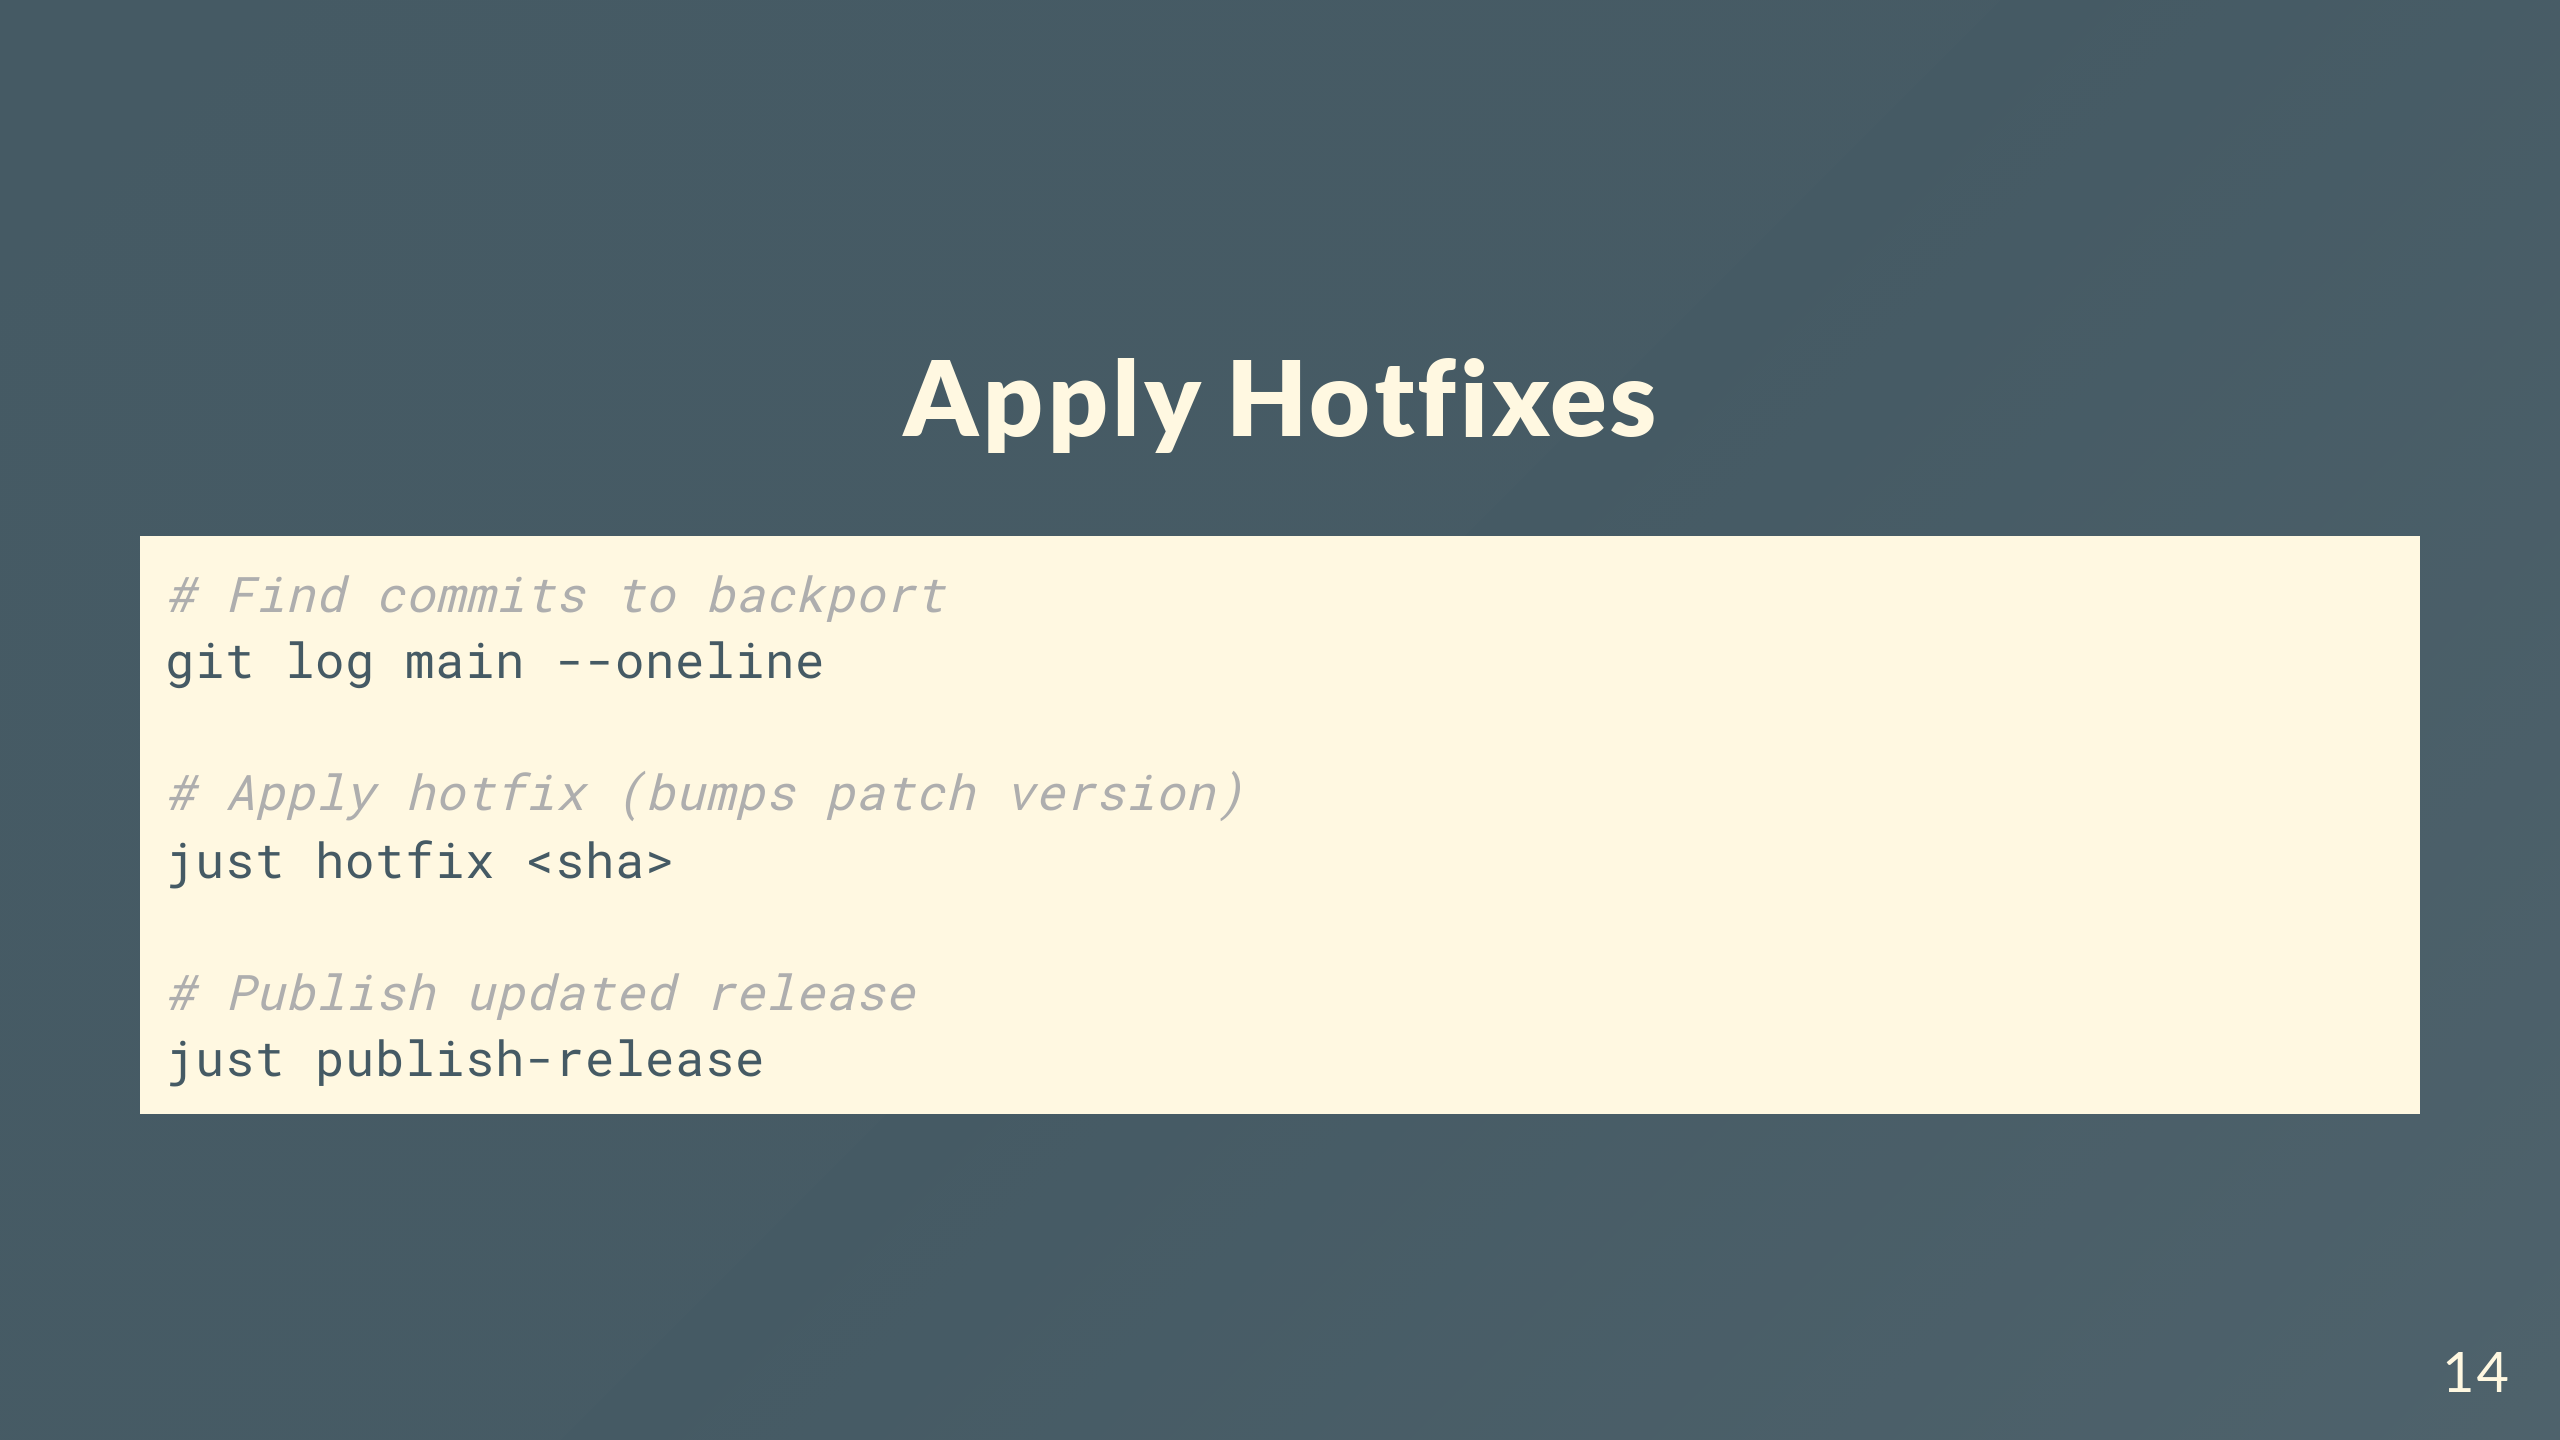 Apply Hotfixes
# Find commits to backport
git log main --oneline
# Apply hotfix (bumps patch version)
just hotfix <sha>
# Publish updated release
just publish-release
14